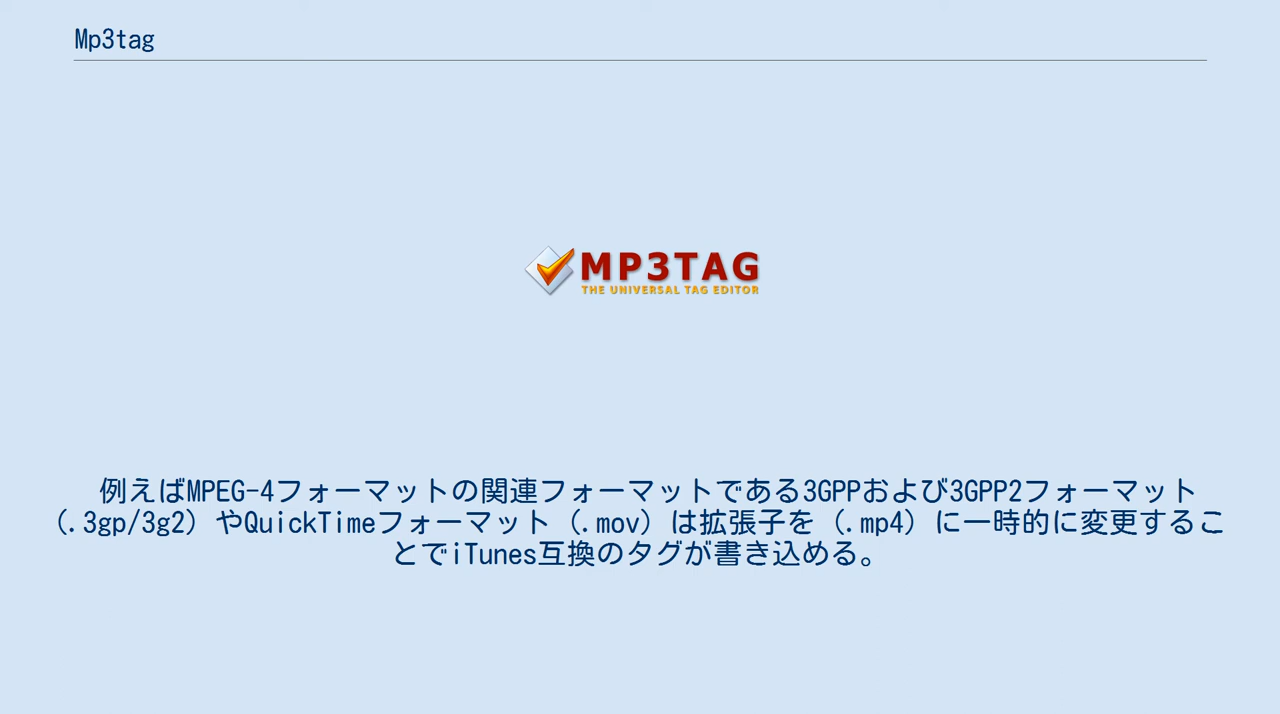 Mp3tag
MP3TAG
THE UNIVERSAL TAG EDITOR
例えばMPEG-4フォーマットの関連フォーマットである3GPPおよび3GPP2フォーマット
（.3gp/3g2）やQuickTimeフォーマット（.mov）は拡張子を（.mp4）に一時的に変更するこ
とでiTunes互換のタグが書き込める。